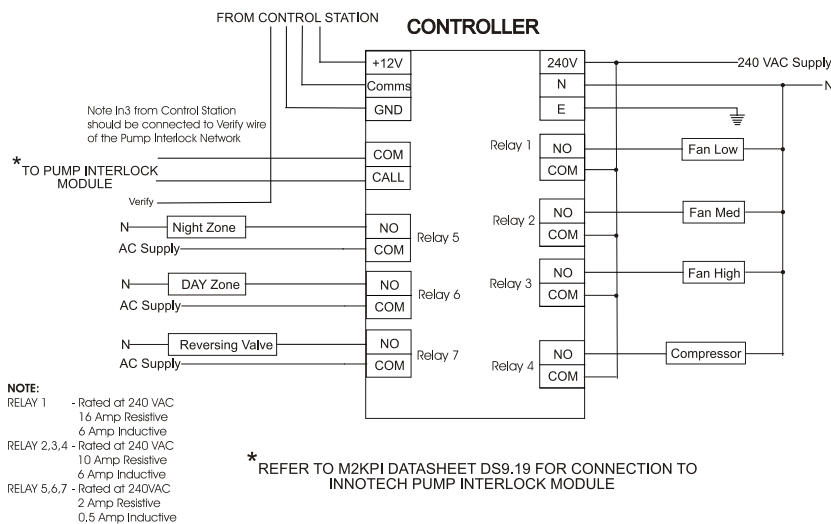 FROM CONTROL STATION
CONTROLLER
+12V
Comms
GND
240V
240 VAC Supply
N
N
E
Note In3 from Control Station
should be connected to Verify wire
of the Pump Interlock Network
*TO PUMP INTERLOCK
MODULE
COM
CALL
Verify
Relay 1
NO
COM
Fan Low
Relay 2
NO
COM
Fan Med
Relay 3
NO
COM
Fan High
Relay 4
NO
COM
Compressor
N
Night Zone
NO
AC Supply
COM
Relay 5
N
DAY Zone
NO
AC Supply
COM
Relay 6
N
Reversing Valve
NO
AC Supply
COM
Relay 7
NOTE:
RELAY 1 - Rated at 240 VAC
16 Amp Resistive
6 Amp Inductive
RELAY 2,3,4 - Rated at 240 VAC
10 Amp Resistive
6 Amp Inductive
RELAY 5,6,7 - Rated at 240VAC
2 Amp Resistive
0.5 Amp Inductive
*REFER TO M2KPI DATASHEET DS9.19 FOR CONNECTION TO
INNOTECH PUMP INTERLOCK MODULE